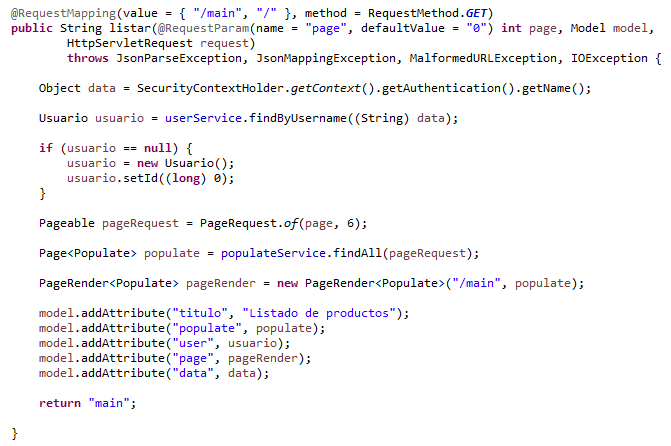 @RequestMapping(value = { "/main", "/" }, method = RequestMethod.GET)
public String listar(@RequestParam(name = "page", defaultValue = "0") int page, Model model,
        HttpServletRequest request)
        throws JsonParseException, JsonMappingException, MalformedURLException, IOException {

    Object data = SecurityContextHolder.getContext().getAuthentication().getName();

    Usuario usuario = userService.findByUsername((String) data);

    if (usuario == null) {
        usuario = new Usuario();
        usuario.setId((long) 0);
    }

    Pageable pageRequest = PageRequest.of(page, 6);

    Page<Populate> populate = populateService.findAll(pageRequest);

    PageRender<Populate> pageRender = new PageRender<Populate>("/main", populate);

    model.addAttribute("titulo", "Listado de productos");
    model.addAttribute("populate", populate);
    model.addAttribute("user", usuario);
    model.addAttribute("page", pageRender);
    model.addAttribute("data", data);

    return "main";

}